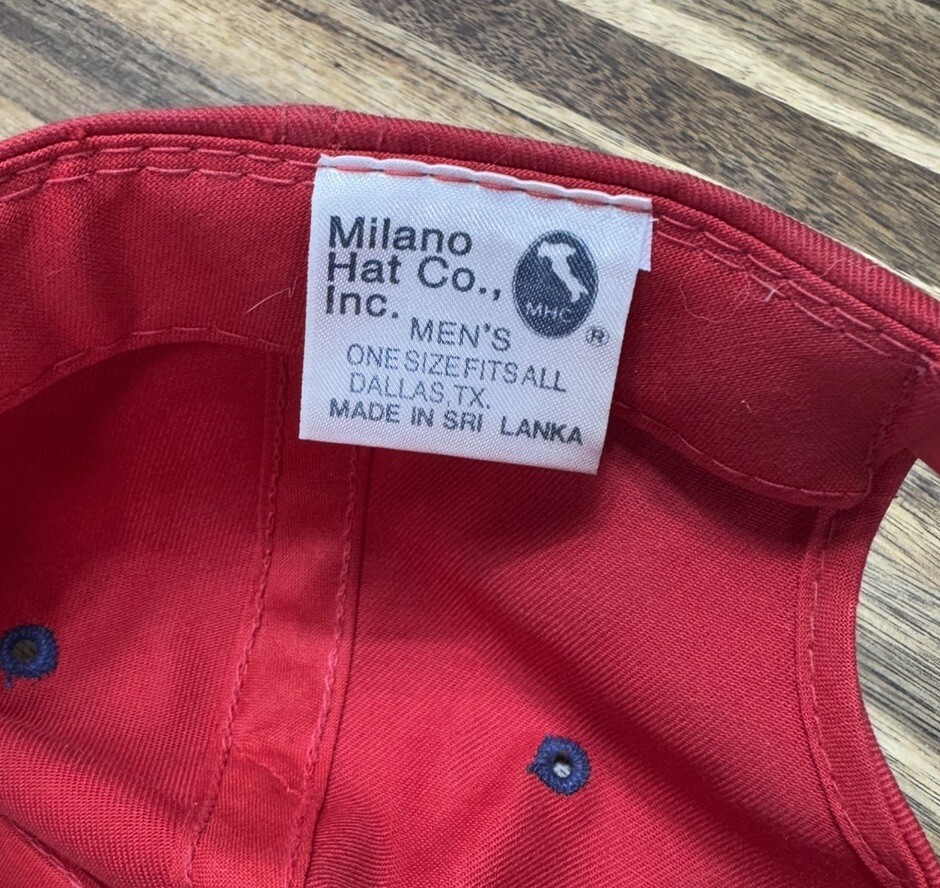 Milano
Hat Co.,
Inc.
MHC
®
MEN'S
ONE SIZE FITS ALL
DALLAS, TX.
MADE IN SRI LANKA